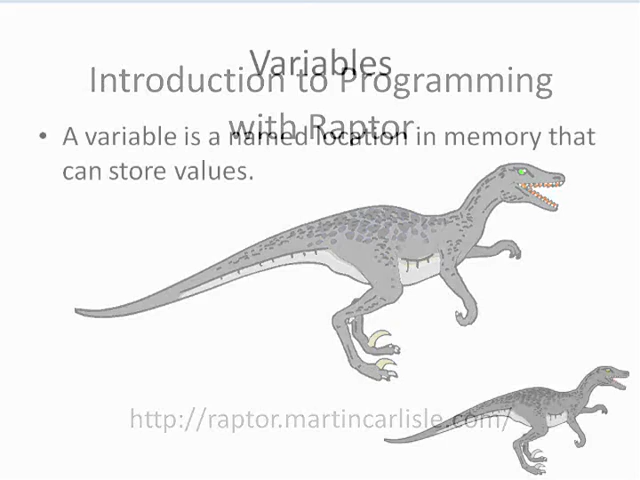 Variables
Introduction to Programming
with Raptor
• A variable is a named location in memory that
can store values.
http://raptor.martincarlisle.com/